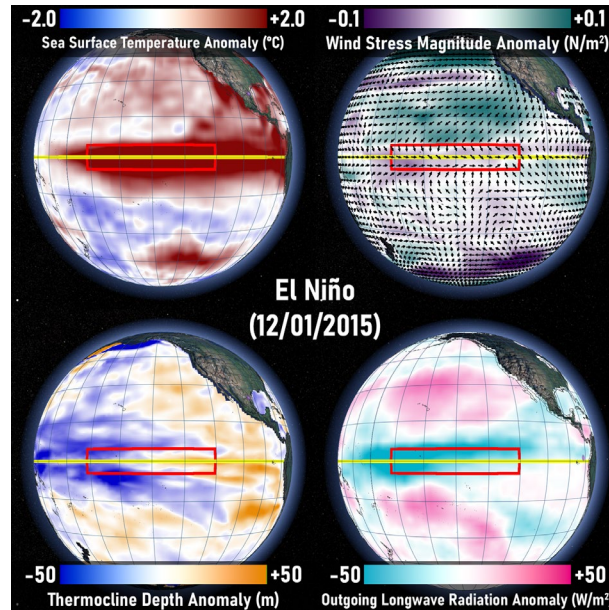 -2.0 +2.0
Sea Surface Temperature Anomaly (°C)
-0.1 +0.1
Wind Stress Magnitude Anomaly (N/m²)
El Niño
(12/01/2015)
-50 +50
Thermocline Depth Anomaly (m)
-50 +50
Outgoing Longwave Radiation Anomaly (W/m²